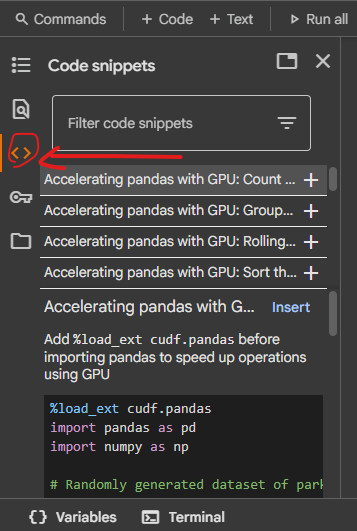 Commands + Code + Text Run all
Code snippets
Filter code snippets
Accelerating pandas with GPU: Count ... +
Accelerating pandas with GPU: Group... +
Accelerating pandas with GPU: Rolling... +
Accelerating pandas with GPU: Sort th... +
Accelerating pandas with G... Insert
Add %load_ext cudf.pandas before
importing pandas to speed up operations
using GPU
%load_ext cudf.pandas
import pandas as pd
import numpy as np
# Randomly generated dataset of park
Variables Terminal